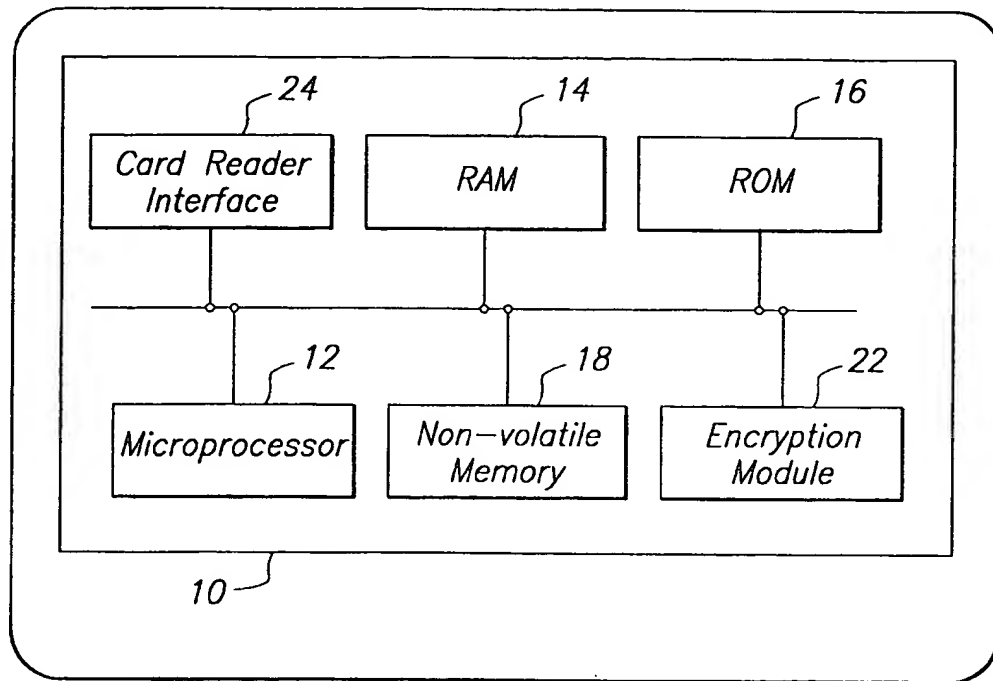 24
14
16
Card Reader
Interface
RAM
ROM
12
18
22
Microprocessor
Non-volatile
Memory
Encryption
Module
10